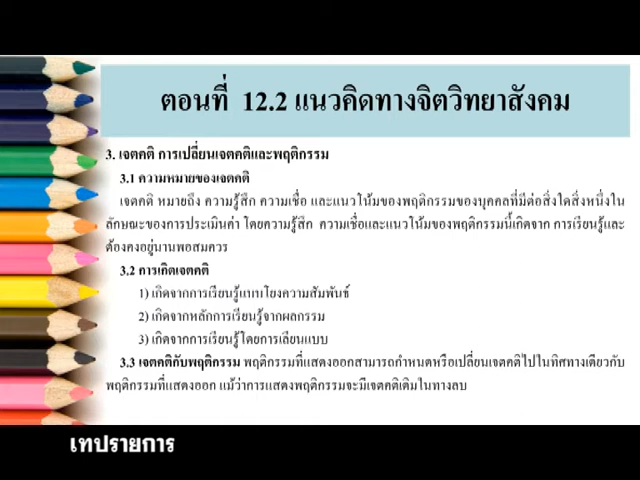 ตอนที่ 12.2 แนวคิดทางจิตวิทยาสังคม
3. เจตคติ การเปลี่ยนเจตคติและพฤติกรรม
3.1 ความหมายของเจตคติ
เจตคติ หมายถึง ความรู้สึก ความเชื่อ และแนวโน้มของพฤติกรรมของบุคคลที่มีต่อสิ่งใดสิ่งหนึ่งใน
ลักษณะของการประเมินค่า โดยความรู้สึก ความเชื่อและแนวโน้มของพฤติกรรมนี้เกิดจาก การเรียนรู้และ
ต้องคงอยู่นานพอสมควร
3.2 การเกิดเจตคติ
1) เกิดจากการเรียนรู้แบบโยงความสัมพันธ์
2) เกิดจากหลักการเรียนรู้จากผลกรรม
3) เกิดจากการเรียนรู้โดยการเลียนแบบ
3.3 เจตคติกับพฤติกรรม พฤติกรรมที่แสดงออกสามารถกำหนดหรือเปลี่ยนเจตคติไปในทิศทางเดียวกับ
พฤติกรรมที่แสดงออก แม้ว่าการแสดงพฤติกรรมจะมีเจตคติเดิมในทางลบ
เทปรายการ